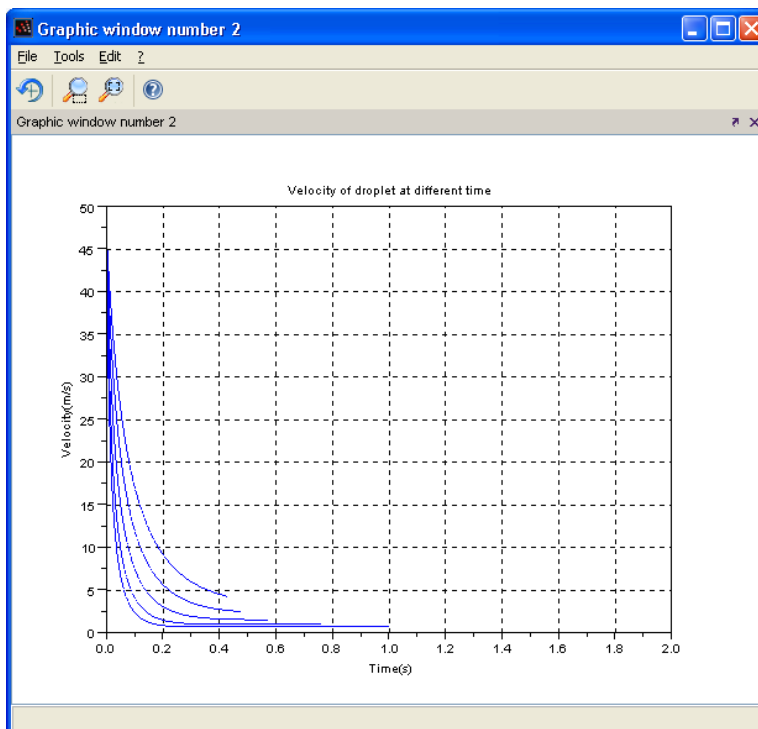 Graphic window number 2
File Tools Edit ?
Graphic window number 2
Velocity of droplet at different time
50
45
40
35
30
25
20
15
10
5
0
Velocity(m/s)
0.0 0.2 0.4 0.6 0.8 1.0 1.2 1.4 1.6 1.8 2.0
Time(s)